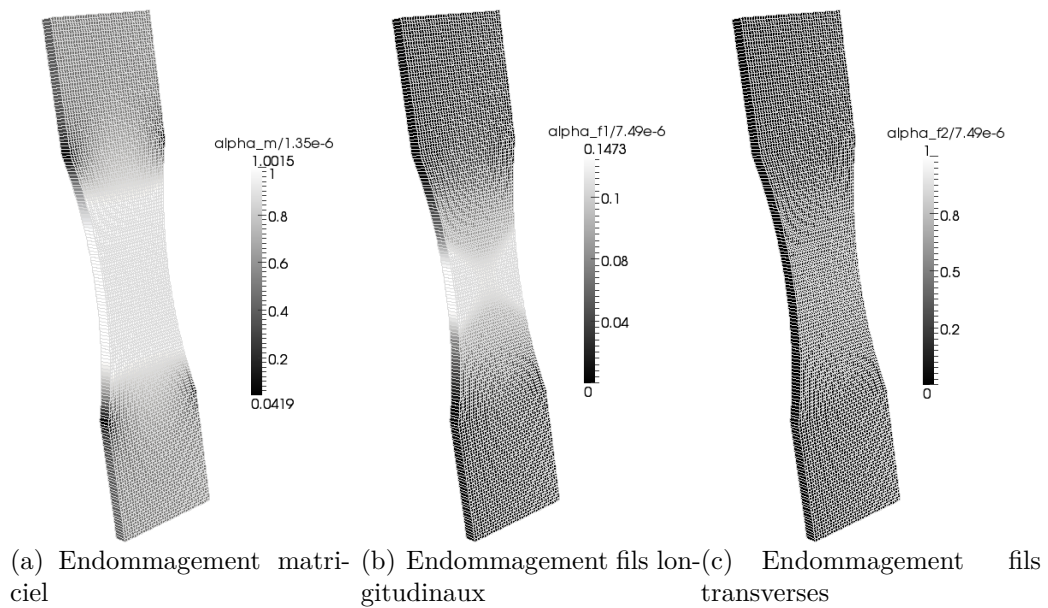 alpha_m/1.35e-6
1.0015
1
0.8
0.6
0.4
0.2
0.0419
alpha_f1/7.49e-6
0.1473
0.1
0.08
0.04
0
alpha_f2/7.49e-6
1
0.8
0.5
0.2
0
(a) Endommagement matri-
ciel
(b) Endommagement fils lon-
gitudinaux
(c) Endommagement fils
transverses